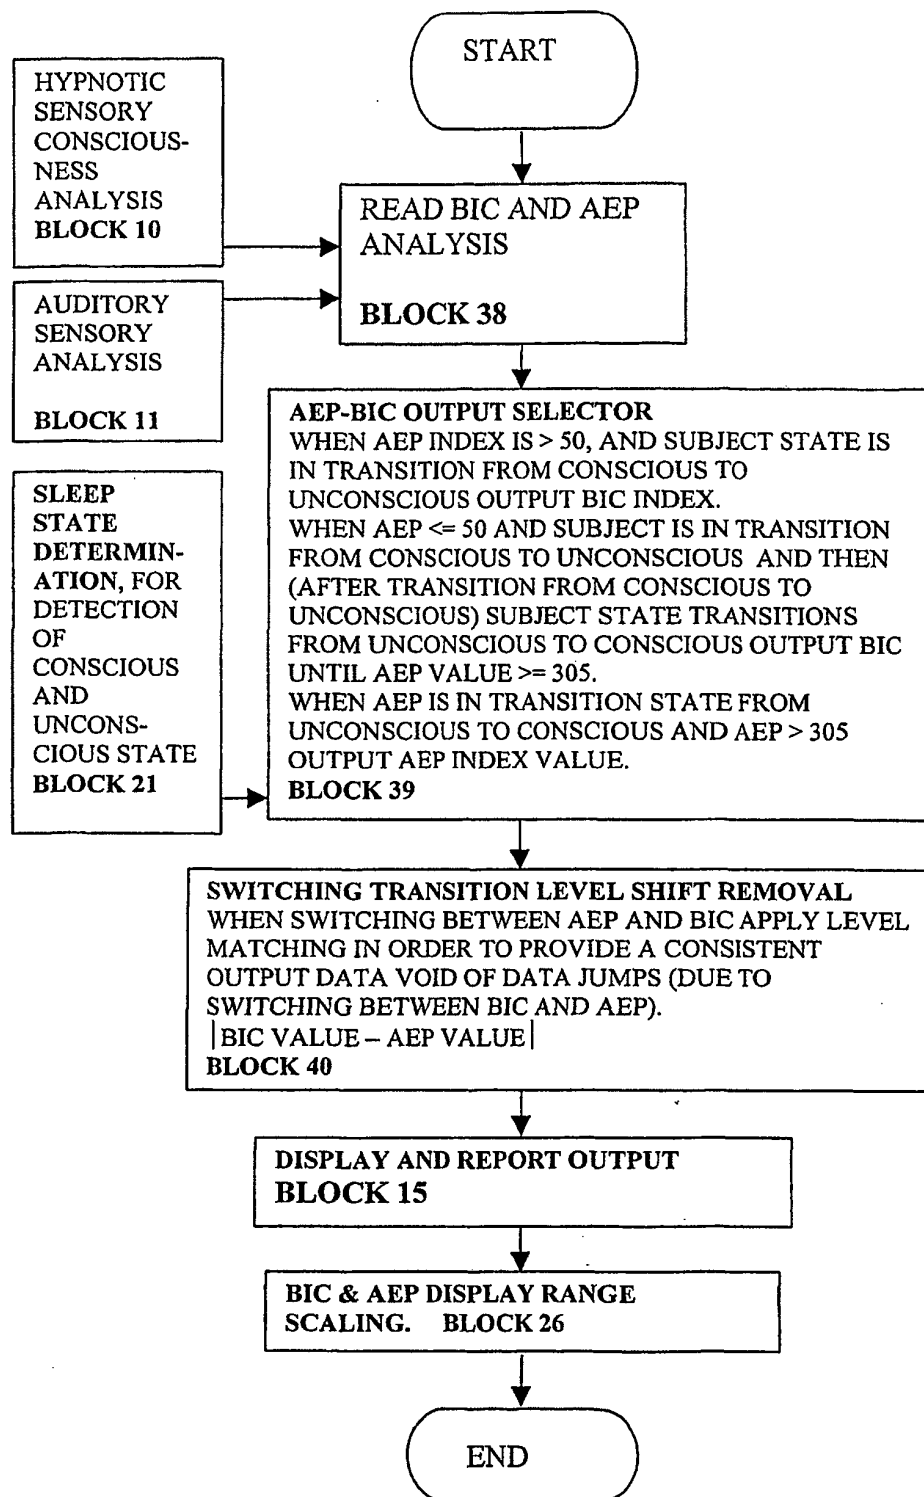 START
HYPNOTIC
SENSORY
CONSCIOUS-
NESS
ANALYSIS
BLOCK 10
READ BIC AND AEP
ANALYSIS
BLOCK 38
AUDITORY
SENSORY
ANALYSIS
BLOCK 11
AEP-BIC OUTPUT SELECTOR
WHEN AEP INDEX IS > 50, AND SUBJECT STATE IS
IN TRANSITION FROM CONSCIOUS TO
UNCONSCIOUS OUTPUT BIC INDEX.
WHEN AEP <= 50 AND SUBJECT IS IN TRANSITION
FROM CONSCIOUS TO UNCONSCIOUS AND THEN
(AFTER TRANSITION FROM CONSCIOUS TO
UNCONSCIOUS) SUBJECT STATE TRANSITIONS
FROM UNCONSCIOUS TO CONSCIOUS OUTPUT BIC
UNTIL AEP VALUE >= 305.
WHEN AEP IS IN TRANSITION STATE FROM
UNCONSCIOUS TO CONSCIOUS AND AEP > 305
OUTPUT AEP INDEX VALUE.
BLOCK 39
SLEEP
STATE
DETERMIN-
ATION, FOR
DETECTION
OF
CONSCIOUS
AND
UNCONS-
CIOUS STATE
BLOCK 21
SWITCHING TRANSITION LEVEL SHIFT REMOVAL
WHEN SWITCHING BETWEEN AEP AND BIC APPLY LEVEL
MATCHING IN ORDER TO PROVIDE A CONSISTENT
OUTPUT DATA VOID OF DATA JUMPS (DUE TO
SWITCHING BETWEEN BIC AND AEP).
|BIC VALUE – AEP VALUE|
BLOCK 40
DISPLAY AND REPORT OUTPUT
BLOCK 15
BIC & AEP DISPLAY RANGE
SCALING. BLOCK 26
END